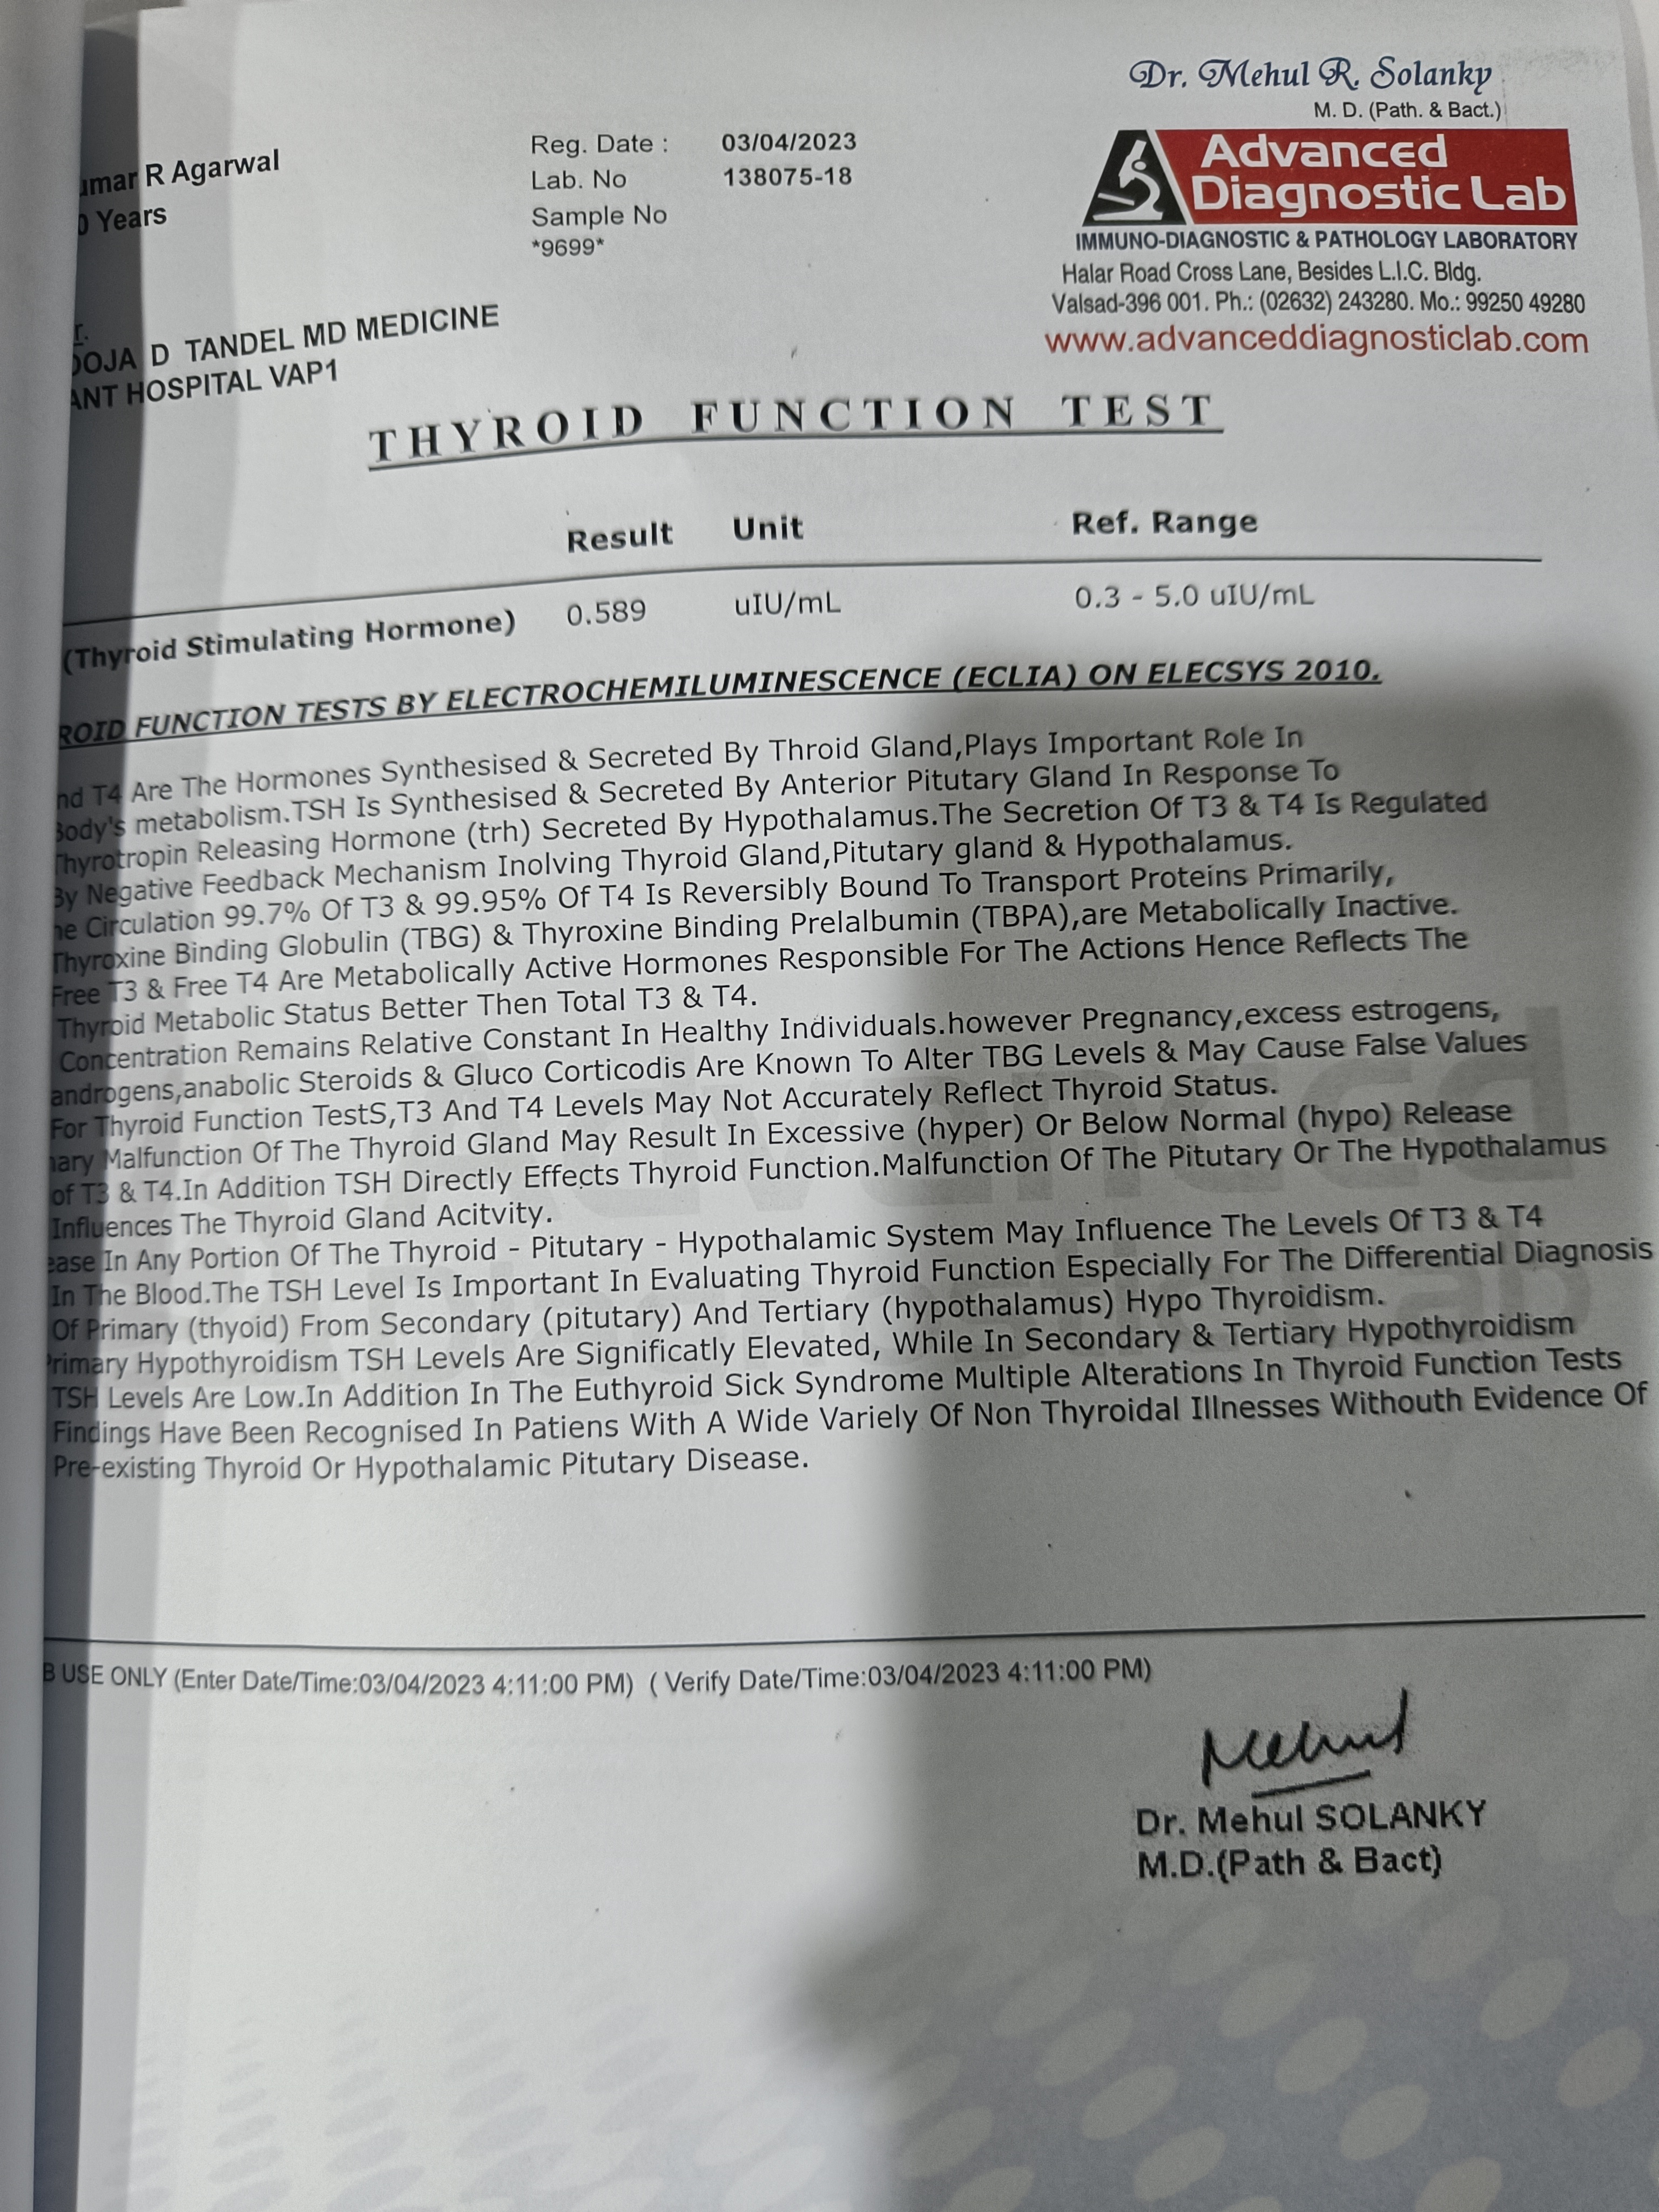 Dr. Mehul R. Solanky
M. D. (Path. & Bact.)
Advanced
Diagnostic Lab
IMMUNO-DIAGNOSTIC & PATHOLOGY LABORATORY
Halar Road Cross Lane, Besides L.I.C. Bldg.
Valsad-396 001. Ph.: (02632) 243280. Mo.: 99250 49280
www.advanceddiagnosticlab.com
umar R Agarwal
0 Years
Reg. Date : 03/04/2023
Lab. No 138075-18
Sample No
*9699*
r.
OOJA D TANDEL MD MEDICINE
ANT HOSPITAL VAP1
THYROID FUNCTION TEST
Result Unit Ref. Range
(Thyroid Stimulating Hormone) 0.589 uIU/mL 0.3 - 5.0 uIU/mL
ROID FUNCTION TESTS BY ELECTROCHEMILUMINESCENCE (ECLIA) ON ELECSYS 2010.
nd T4 Are The Hormones Synthesised & Secreted By Throid Gland,Plays Important Role In
Body's metabolism.TSH Is Synthesised & Secreted By Anterior Pitutary Gland In Response To
Thyrotropin Releasing Hormone (trh) Secreted By Hypothalamus.The Secretion Of T3 & T4 Is Regulated
By Negative Feedback Mechanism Inolving Thyroid Gland,Pitutary gland & Hypothalamus.
he Circulation 99.7% Of T3 & 99.95% Of T4 Is Reversibly Bound To Transport Proteins Primarily,
Thyroxine Binding Globulin (TBG) & Thyroxine Binding Prelalbumin (TBPA),are Metabolically Inactive.
Free T3 & Free T4 Are Metabolically Active Hormones Responsible For The Actions Hence Reflects The
Thyroid Metabolic Status Better Then Total T3 & T4.
Concentration Remains Relative Constant In Healthy Individuals.however Pregnancy,excess estrogens,
androgens,anabolic Steroids & Gluco Corticodis Are Known To Alter TBG Levels & May Cause False Values
For Thyroid Function TestS,T3 And T4 Levels May Not Accurately Reflect Thyroid Status.
nary Malfunction Of The Thyroid Gland May Result In Excessive (hyper) Or Below Normal (hypo) Release
of T3 & T4.In Addition TSH Directly Effects Thyroid Function.Malfunction Of The Pitutary Or The Hypothalamus
Influences The Thyroid Gland Acitvity.
ease In Any Portion Of The Thyroid - Pitutary - Hypothalamic System May Influence The Levels Of T3 & T4
In The Blood.The TSH Level Is Important In Evaluating Thyroid Function Especially For The Differential Diagnosis
Of Primary (thyoid) From Secondary (pitutary) And Tertiary (hypothalamus) Hypo Thyroidism.
Primary Hypothyroidism TSH Levels Are Significatly Elevated, While In Secondary & Tertiary Hypothyroidism
TSH Levels Are Low.In Addition In The Euthyroid Sick Syndrome Multiple Alterations In Thyroid Function Tests
Findings Have Been Recognised In Patiens With A Wide Variely Of Non Thyroidal Illnesses Withouth Evidence Of
Pre-existing Thyroid Or Hypothalamic Pitutary Disease.
B USE ONLY (Enter Date/Time:03/04/2023 4:11:00 PM) ( Verify Date/Time:03/04/2023 4:11:00 PM)
Mehul
Dr. Mehul SOLANKY
M.D.(Path & Bact)